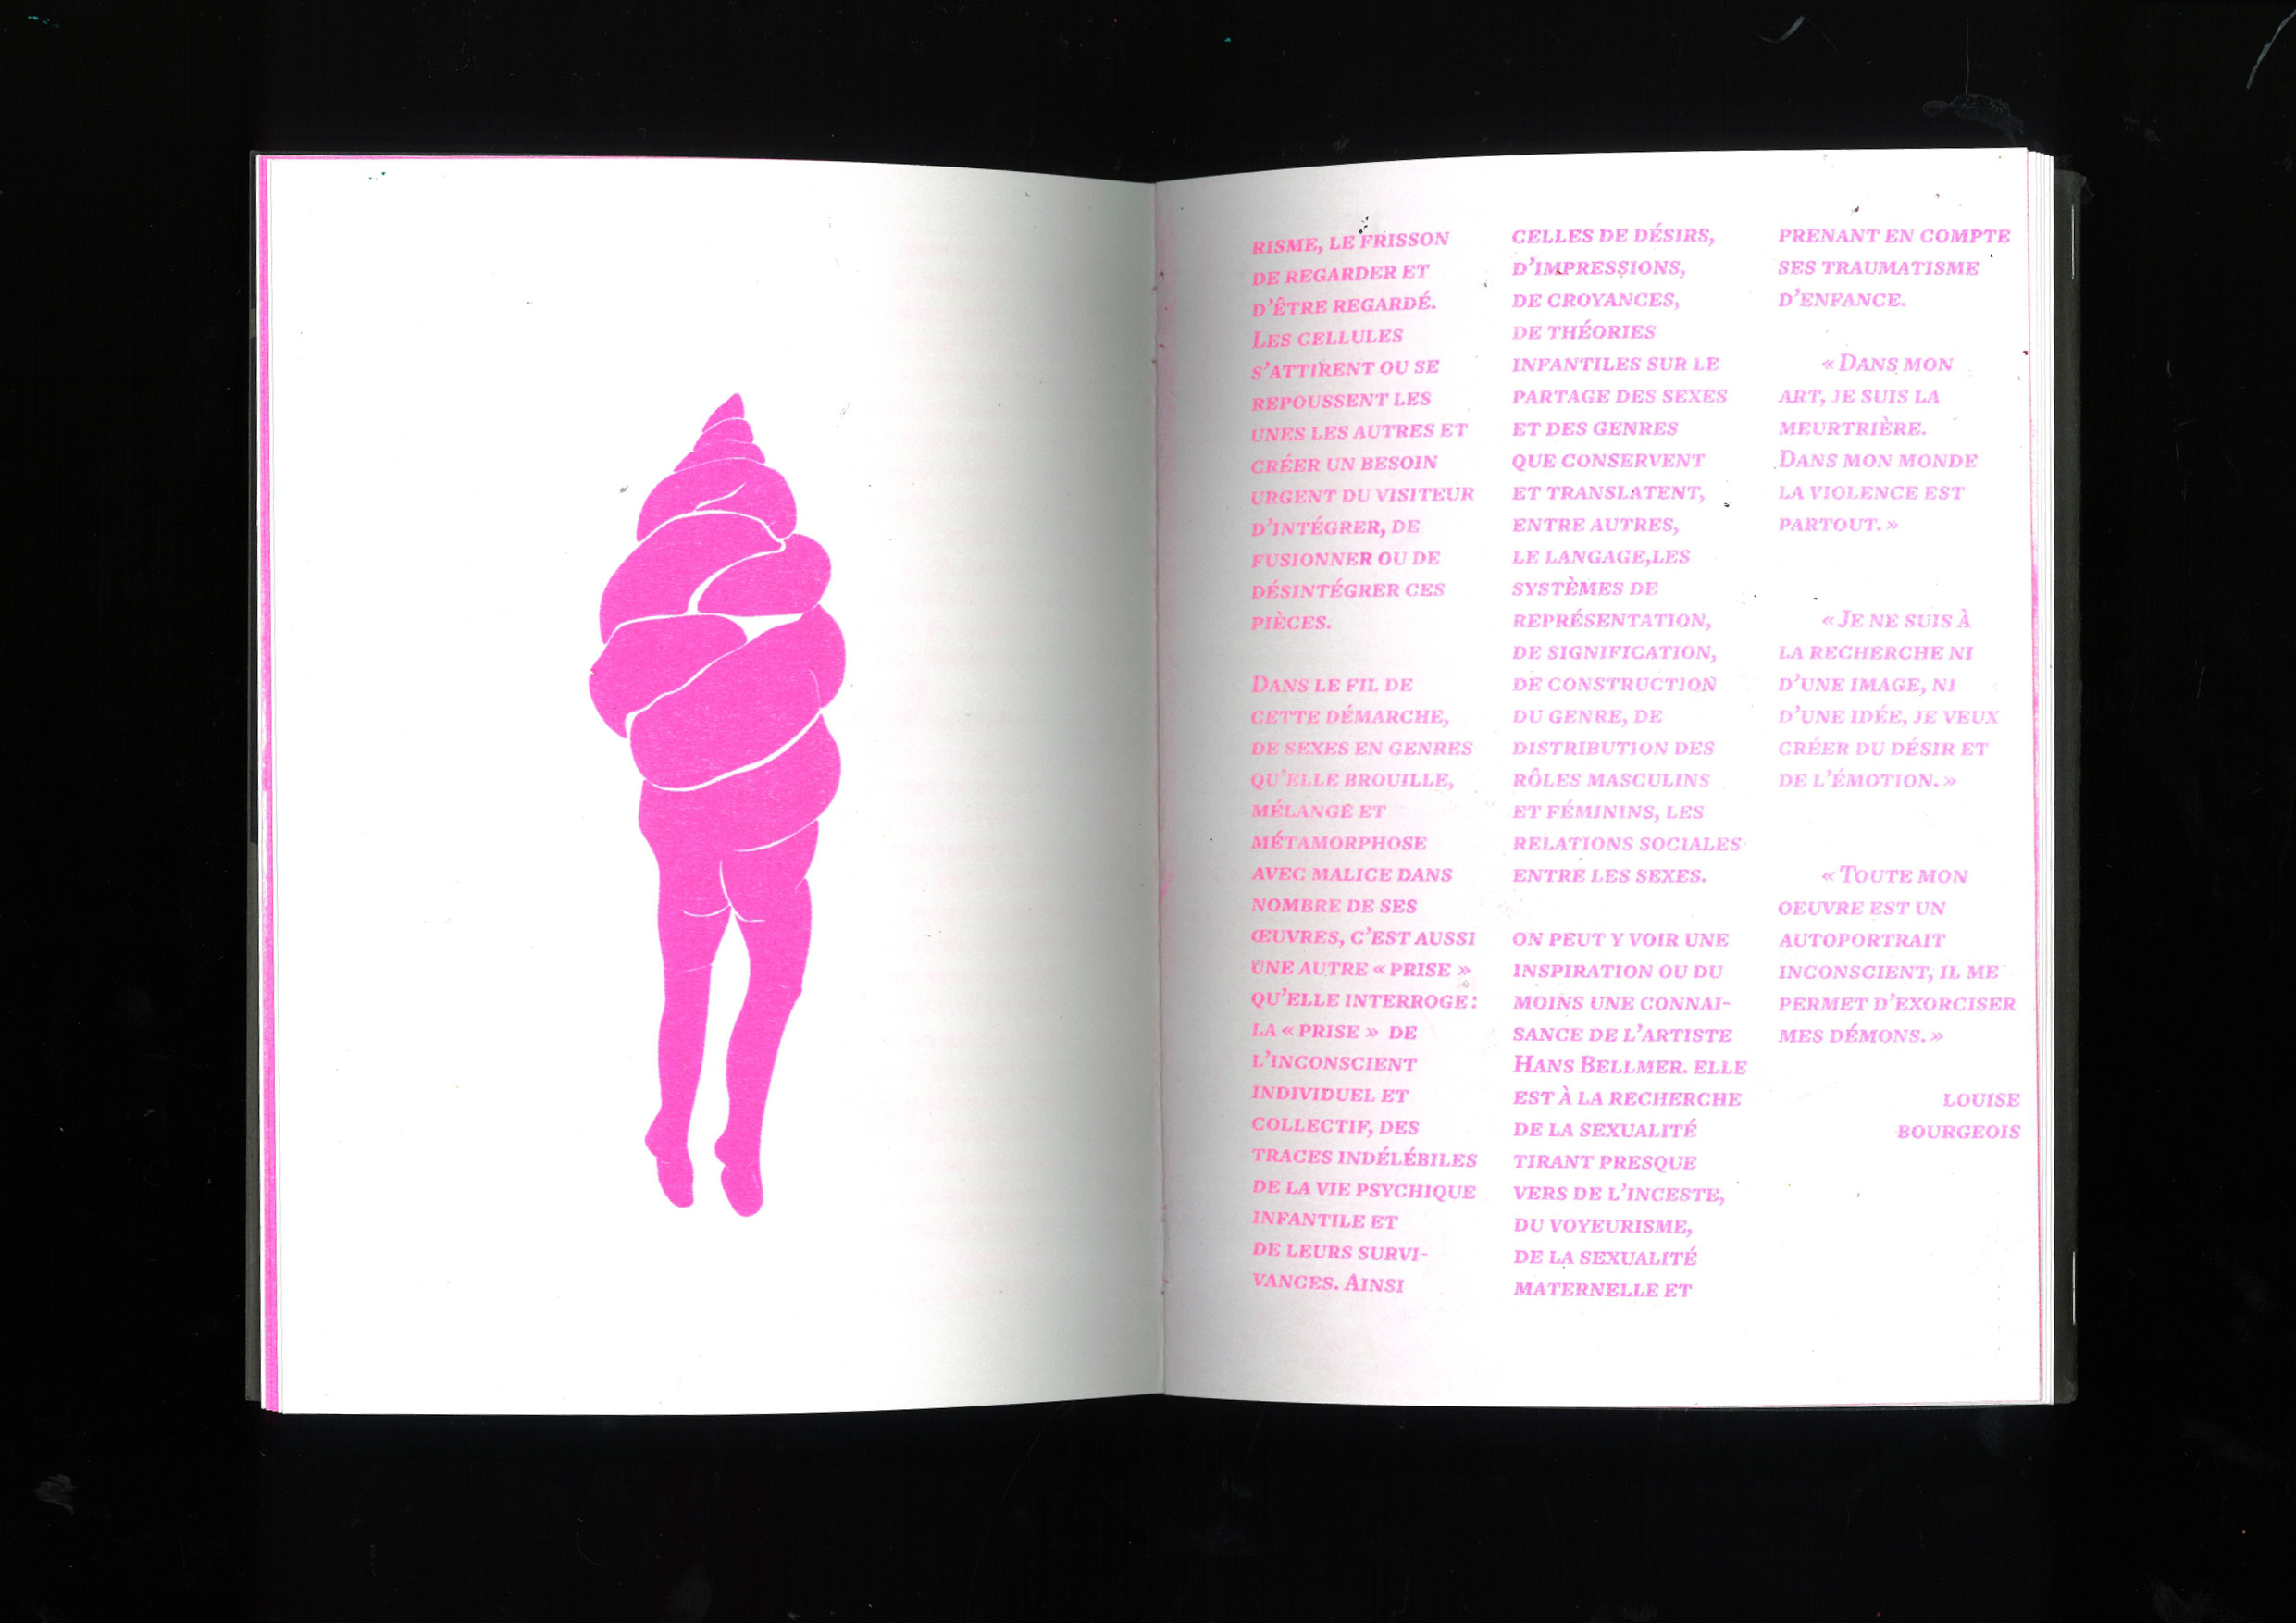 RISME, LE FRISSON
DE REGARDER ET
D'ÊTRE REGARDÉ.
LES CELLULES
S'ATTIRENT OU SE
REPOUSSENT LES
UNES LES AUTRES ET
CRÉER UN BESOIN
URGENT DU VISITEUR
D'INTÉGRER, DE
FUSIONNER OU DE
DÉSINTÉGRER CES
PIÈCES.
DANS LE FIL DE
CETTE DÉMARCHE,
DE SEXES EN GENRES
QU'ELLE BROUILLE,
MÉLANGE ET
MÉTAMORPHOSE
AVEC MALICE DANS
NOMBRE DE SES
ŒUVRES, C'EST AUSSI
UNE AUTRE « PRISE »
QU'ELLE INTERROGE :
LA « PRISE » DE
L'INCONSCIENT
INDIVIDUEL ET
COLLECTIF, DES
TRACES INDÉLÉBILES
DE LA VIE PSYCHIQUE
INFANTILE ET
DE LEURS SURVI-
VANCES. AINSI
CELLES DE DÉSIRS,
D'IMPRESSIONS,
DE CROYANCES,
DE THÉORIES
INFANTILES SUR LE
PARTAGE DES SEXES
ET DES GENRES
QUE CONSERVENT
ET TRANSLATENT,
ENTRE AUTRES,
LE LANGAGE,LES
SYSTÈMES DE
REPRÉSENTATION,
DE SIGNIFICATION,
DE CONSTRUCTION
DU GENRE, DE
DISTRIBUTION DES
RÔLES MASCULINS
ET FÉMININS, LES
RELATIONS SOCIALES
ENTRE LES SEXES.
ON PEUT Y VOIR UNE
INSPIRATION OU DU
MOINS UNE CONNAI-
SANCE DE L'ARTISTE
HANS BELLMER. ELLE
EST À LA RECHERCHE
DE LA SEXUALITÉ
TIRANT PRESQUE
VERS DE L'INCESTE,
DU VOYEURISME,
DE LA SEXUALITÉ
MATERNELLE ET
PRENANT EN COMPTE
SES TRAUMATISME
D'ENFANCE.
« DANS MON
ART, JE SUIS LA
MEURTRIÈRE.
DANS MON MONDE
LA VIOLENCE EST
PARTOUT. »
« JE NE SUIS À
LA RECHERCHE NI
D'UNE IMAGE, NI
D'UNE IDÉE, JE VEUX
CRÉER DU DÉSIR ET
DE L'ÉMOTION. »
« TOUTE MON
OEUVRE EST UN
AUTOPORTRAIT
INCONSCIENT, IL ME
PERMET D'EXORCISER
MES DÉMONS. »
LOUISE
BOURGEOIS